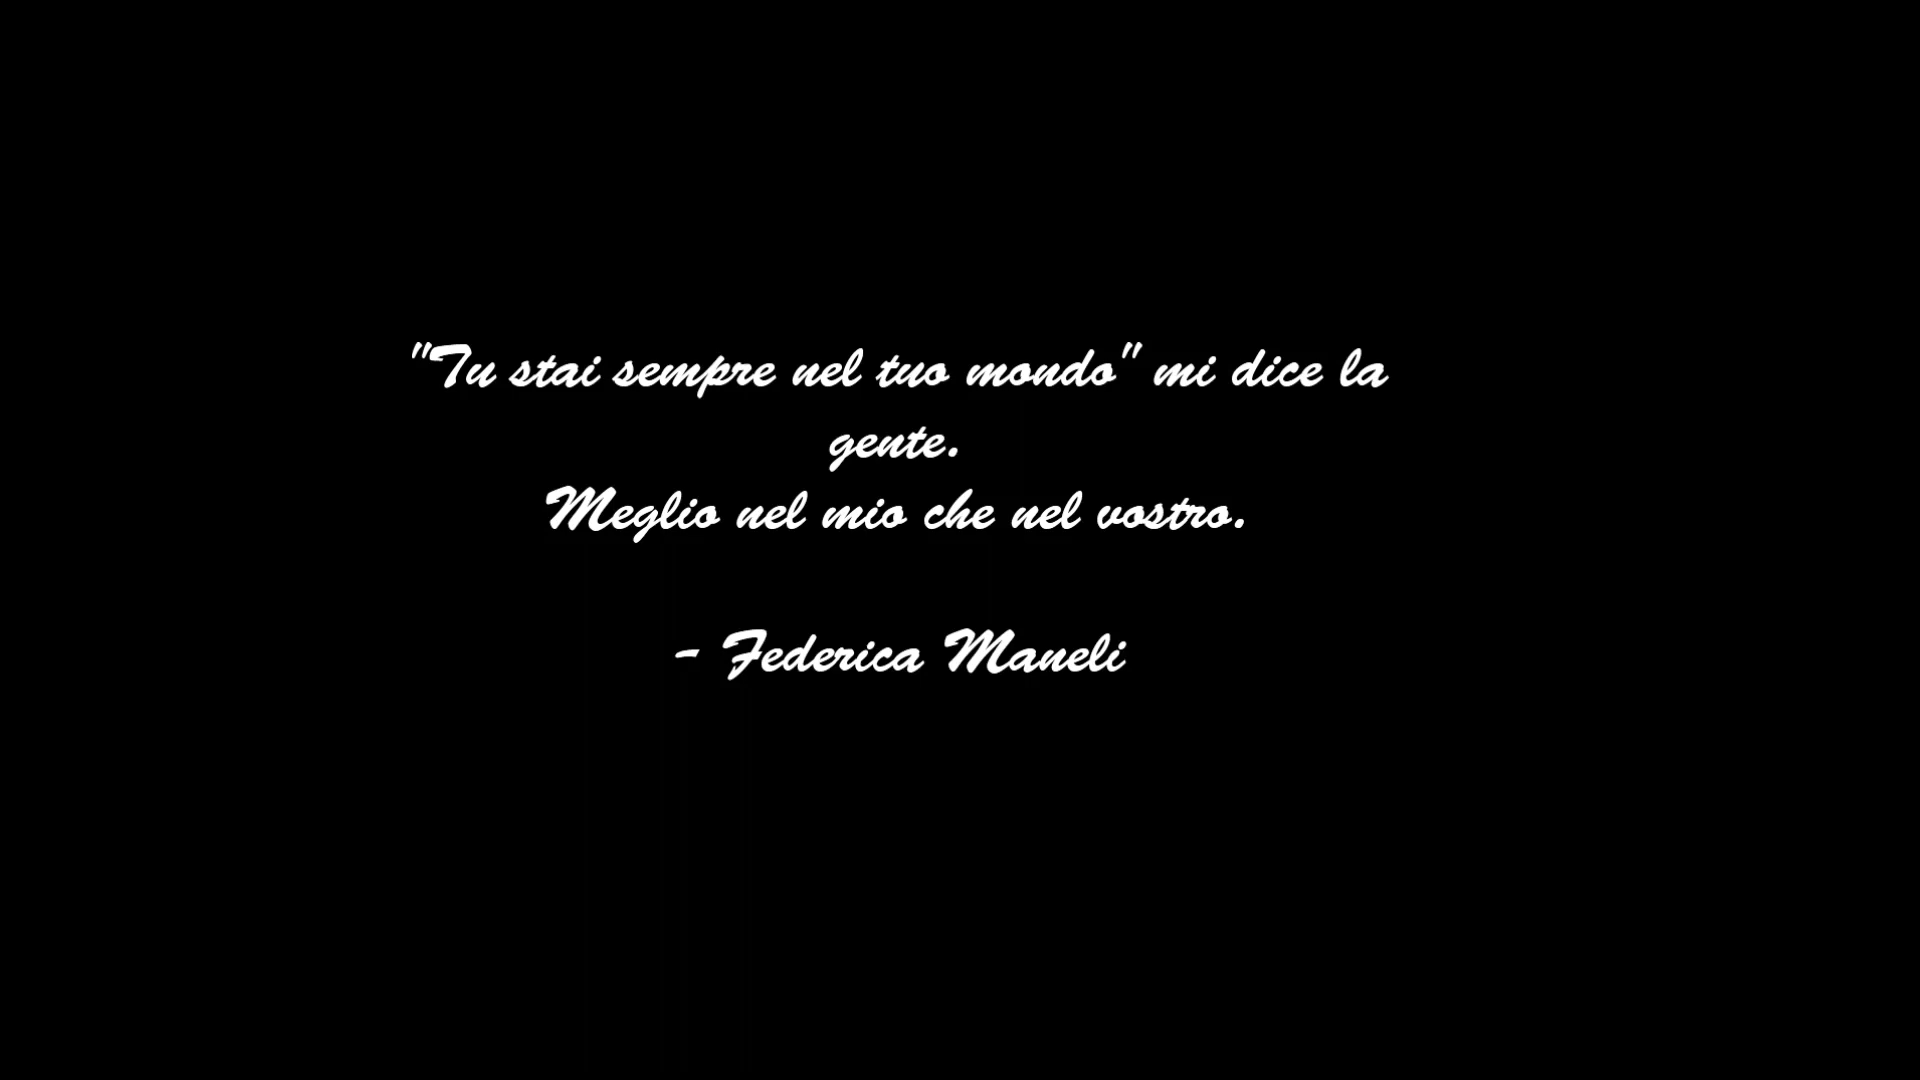 "Tu stai sempre nel tuo mondo" mi dice la
gente.
Meglio nel mio che nel vostro.
- Federica Maneli